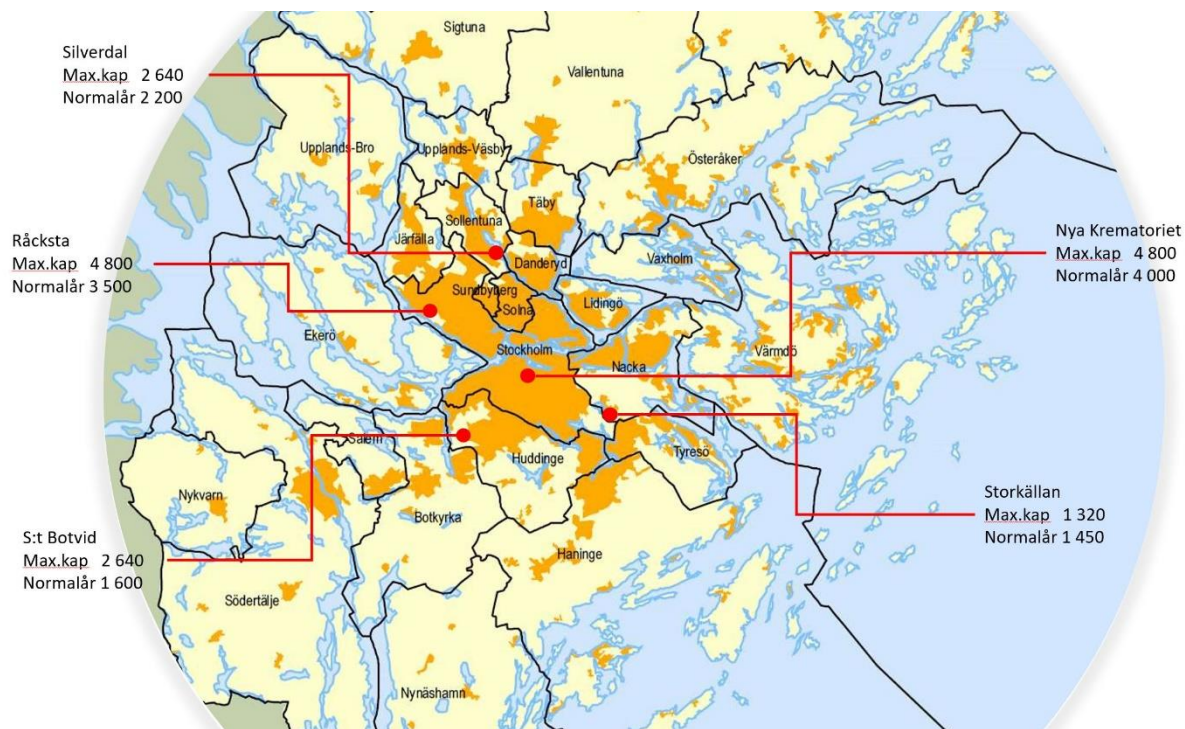 Silverdal
Max.kap 2 640
Normalår 2 200
Råcksta
Max.kap 4 800
Normalår 3 500
S:t Botvid
Max.kap 2 640
Normalår 1 600
Nya Krematoriet
Max.kap 4 800
Normalår 4 000
Storkällan
Max.kap 1 320
Normalår 1 450
Sigtuna
Vallentuna
Upplands-Bro
Upplands-Väsby
Österåker
Täby
Sollentuna
Järfälla
Danderyd
Vaxholm
Sundbyberg
Solna
Lidingö
Ekerö
Stockholm
Nacka
Värmdö
Salem
Huddinge
Tyresö
Nykvarn
Botkyrka
Haninge
Södertälje
Nynäshamn